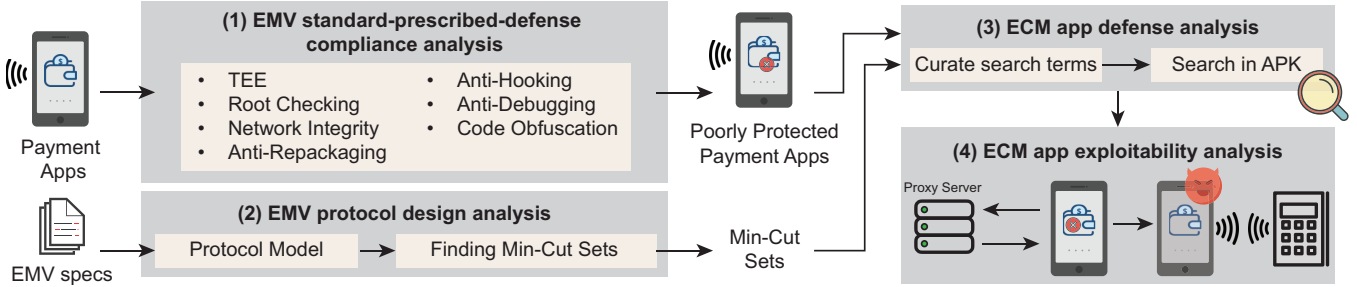 (1) EMV standard-prescribed-defense
compliance analysis
• TEE
• Root Checking
• Network Integrity
• Anti-Repackaging
• Anti-Hooking
• Anti-Debugging
• Code Obfuscation
Payment
Apps
Poorly Protected
Payment Apps
EMV specs
(2) EMV protocol design analysis
Protocol Model
Finding Min-Cut Sets
Min-Cut
Sets
(3) ECM app defense analysis
Curate search terms
Search in APK
(4) ECM app exploitability analysis
Proxy Server